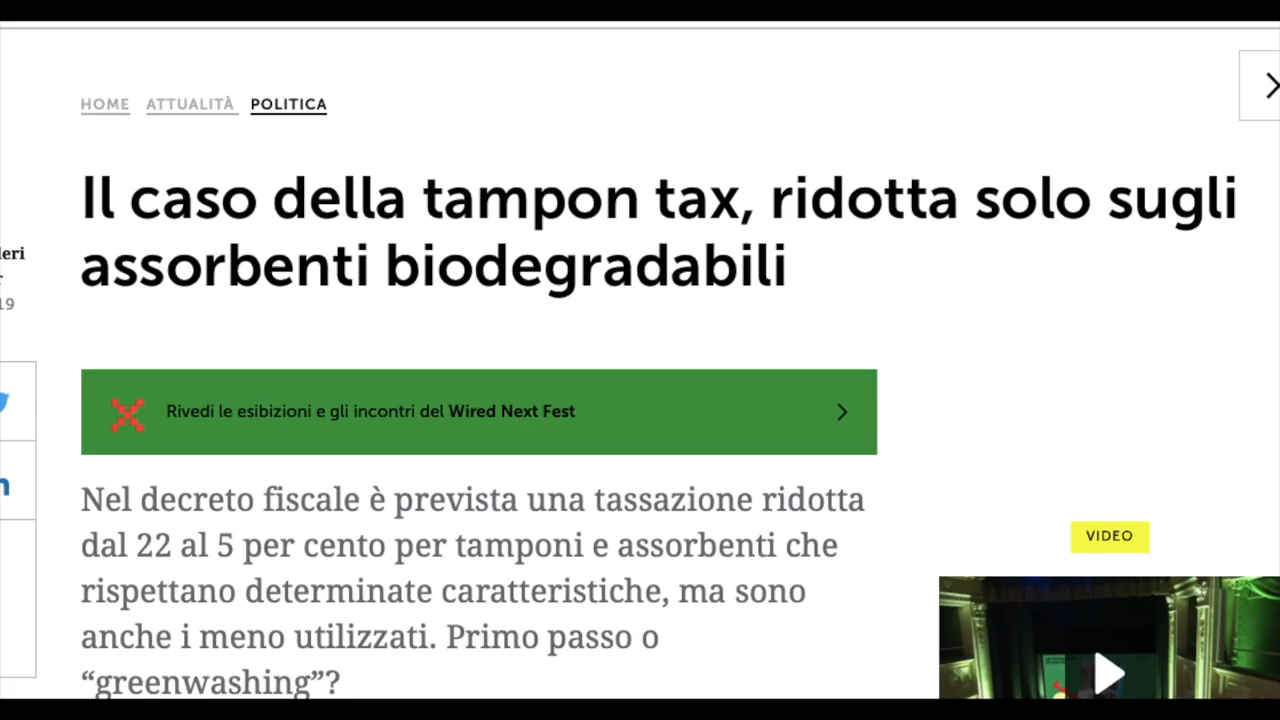 HOME ATTUALITÀ POLITICA
Il caso della tampon tax, ridotta solo sugli
assorbenti biodegradabili
19
Rivedi le esibizioni e gli incontri del Wired Next Fest
Nel decreto fiscale è prevista una tassazione ridotta
dal 22 al 5 per cento per tamponi e assorbenti che
rispettano determinate caratteristiche, ma sono
anche i meno utilizzati. Primo passo o
“greenwashing”?
VIDEO